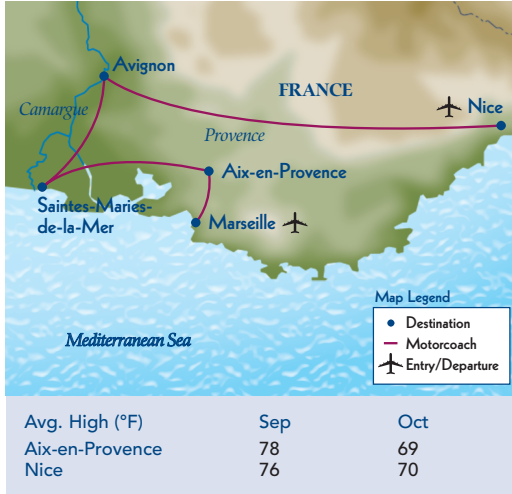 Avignon
FRANCE
Camargue
Nice
Provence
Aix-en-Provence
Saintes-Maries-
de-la-Mer
Marseille
Map Legend
Destination
Motorcoach
Entry/Departure
Mediterranean Sea
Avg. High (°F) Sep Oct
Aix-en-Provence 78 69
Nice 76 70